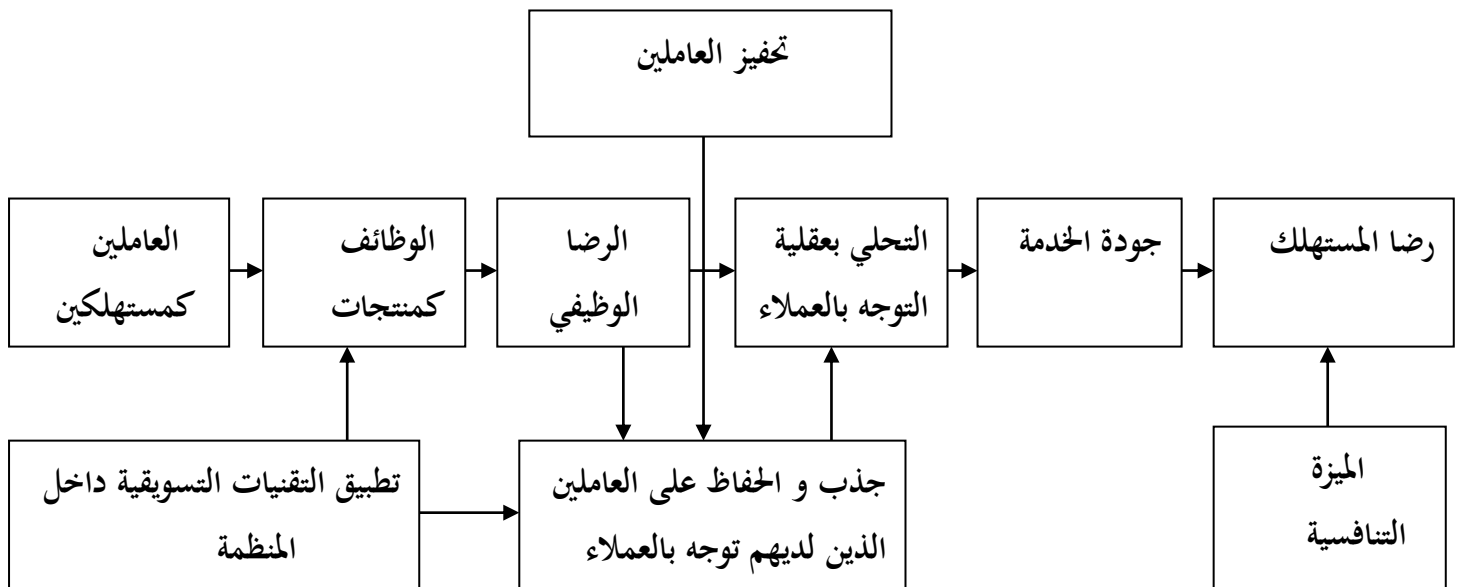 تحفيز العاملين
العاملين
كمستهلكين
الوظائف
كمنتجات
الرضا
الوظيفي
التحلي بعقلية
التوجه بالعملاء
جودة الخدمة
رضا المستهلك
تطبيق التقنيات التسويقية داخل
المنظمة
جذب و الحفاظ على العاملين
الذين لديهم توجه بالعملاء
الميزة
التنافسية